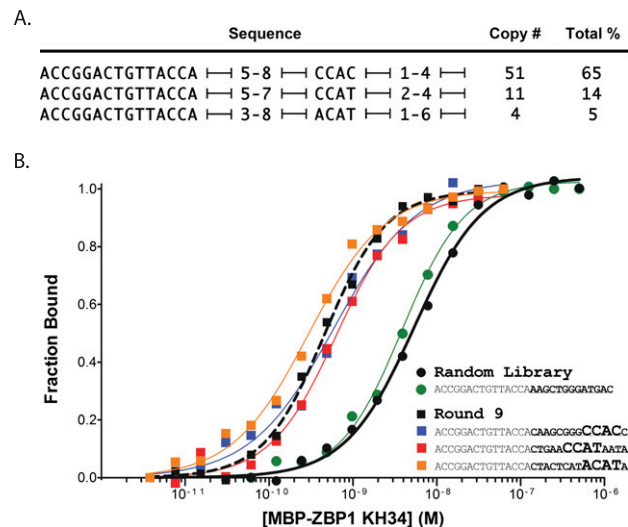 A.
Sequence Copy # Total %
ACCGGACTGTTACCA 5-8 CCAC 1-4 51 65
ACCGGACTGTTACCA 5-7 CCAT 2-4 11 14
ACCGGACTGTTACCA 3-8 ACAT 1-6 4 5
B.
Fraction Bound
1.0
0.8
0.6
0.4
0.2
0.0
Random Library
ACCGGACTGTTACCAAAGCTGGGATGAC
Round 9
ACCGGACTGTTACCACAAGCGGGCCACC
ACCGGACTGTTACCACTGAACCATAATA
ACCGGACTGTTACCACTACTCATACATA
10-11 10-10 10-9 10-8 10-7 10-6
[MBP-ZBP1 KH34] (M)